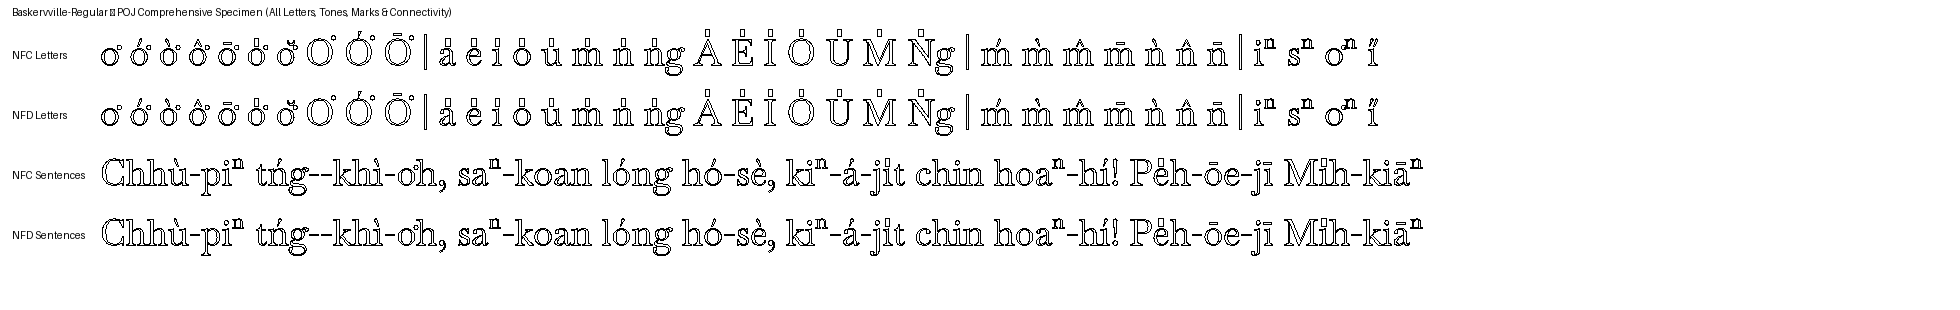 Baskervville-Regular □ POJ Comprehensive Specimen (All Letters, Tones, Marks & Connectivity)
NFC Letters o͘ ó͘ ò͘ ô͘ ō͘ o̍͘ ŏ͘ O͘ Ó͘ Ō͘ | a̍ e̍ i̍ o̍ u̍ m̍ n̍ n̍g A̍ E̍ I̍ O̍ U̍ M̍ N̍g | ḿ m̀ m̂ m̄ ǹ n̂ n̄ | iⁿ sⁿ oⁿ i̋
NFD Letters o͘ ó͘ ò͘ ô͘ ō͘ o̍͘ ŏ͘ O͘ Ó͘ Ō͘ | a̍ e̍ i̍ o̍ u̍ m̍ n̍ n̍g A̍ E̍ I̍ O̍ U̍ M̍ N̍g | ḿ m̀ m̂ m̄ ǹ n̂ n̄ | iⁿ sⁿ oⁿ i̋
NFC Sentences Chhù-piⁿ tńg--khì-o͘h, saⁿ-koan lóng hó-sè, kiⁿ-á-ji̍t chin hoaⁿ-hí! Pe̍h-ōe-jī Mi̍h-kiāⁿ
NFD Sentences Chhù-piⁿ tńg--khì-o͘h, saⁿ-koan lóng hó-sè, kiⁿ-á-ji̍t chin hoaⁿ-hí! Pe̍h-ōe-jī Mi̍h-kiāⁿ